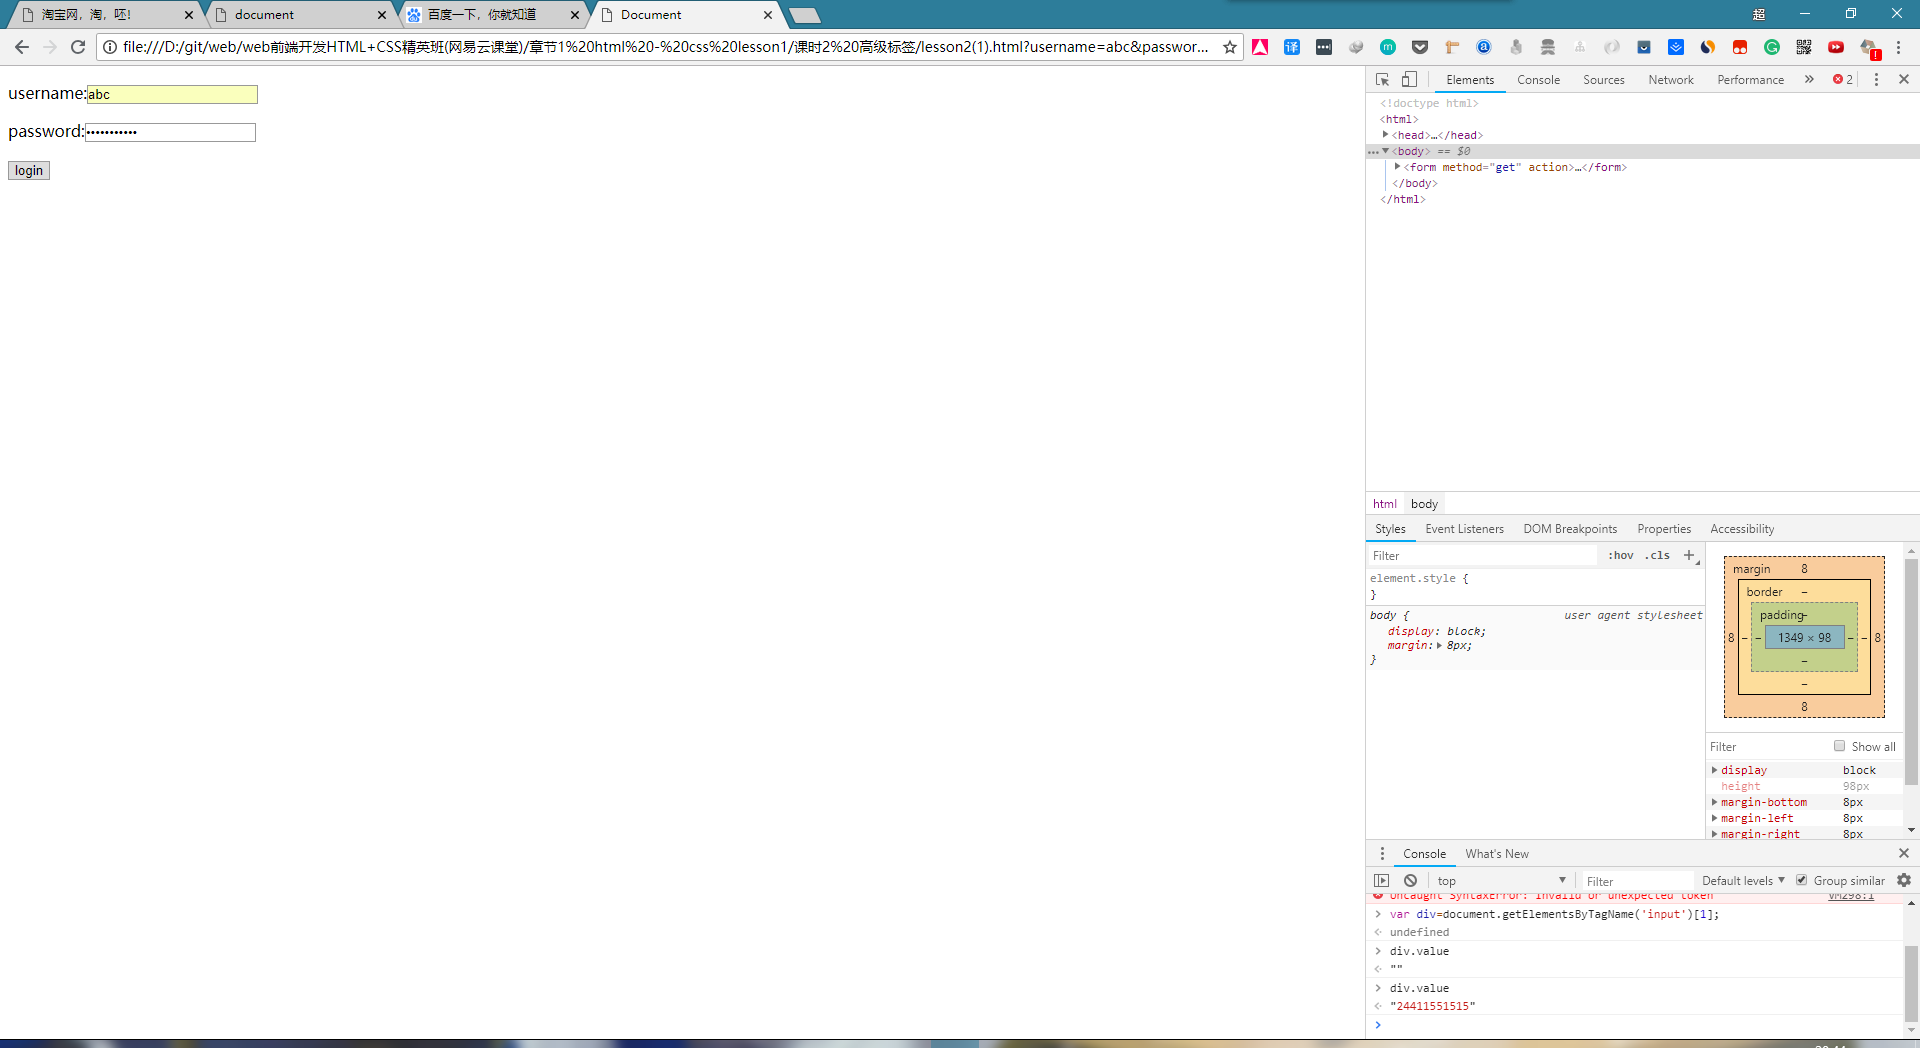 淘宝网，淘，呸！
document
百度一下，你就知道
Document
超
file:///D:/git/web/web前端开发HTML+CSS精英班(网易云课堂)/章节1%20html%20-%20css%20lesson1/课时2%20高级标签/lesson2(1).html?username=abc&passwor...
username:abc
password:•••••••••••
login
Elements Console Sources Network Performance » 2
<!doctype html>
<html>
<head>…</head>
…<body> == $0
<form method="get" action>…</form>
</body>
</html>
html body
Styles Event Listeners DOM Breakpoints Properties Accessibility
Filter :hov .cls +
element.style {
}
body { user agent stylesheet
display: block;
margin: 8px;
}
margin 8
border –
padding –
8 – – 1349 × 98 – – 8
–
–
8
Filter Show all
display block
height 98px
margin-bottom 8px
margin-left 8px
margin-right 8px
Console What's New
top Filter Default levels Group similar
Uncaught SyntaxError: Invalid or unexpected token VM298:1
> var div=document.getElementsByTagName('input')[1];
undefined
> div.value
""
> div.value
"24411551515"
>